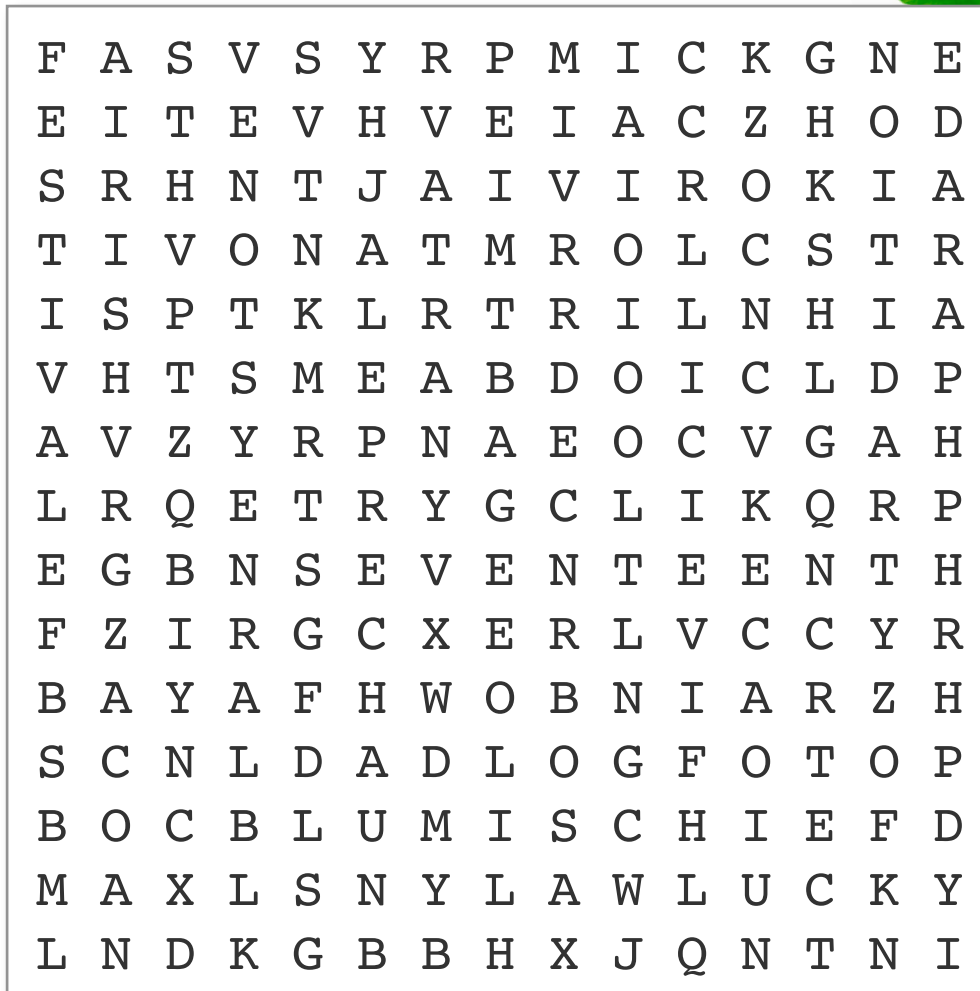 F A S V S Y R P M I C K G N E
E I T E V H V E I A C Z H O D
S R H N T J A I V I R O K I A
T I V O N A T M R O L C S T R
I S P T K L R T R I L N H I A
V H T S M E A B D O I C L D P
A V Z Y R P N A E O C V G A H
L R Q E T R Y G C L I K Q R P
E G B N S E V E N T E E N T H
F Z I R G C X E R L V C C Y R
B A Y A F H W O B N I A R Z H
S C N L D A D L O G F O T O P
B O C B L U M I S C H I E F D
M A X L S N Y L A W L U C K Y
L N D K G B B H X J Q N T N I